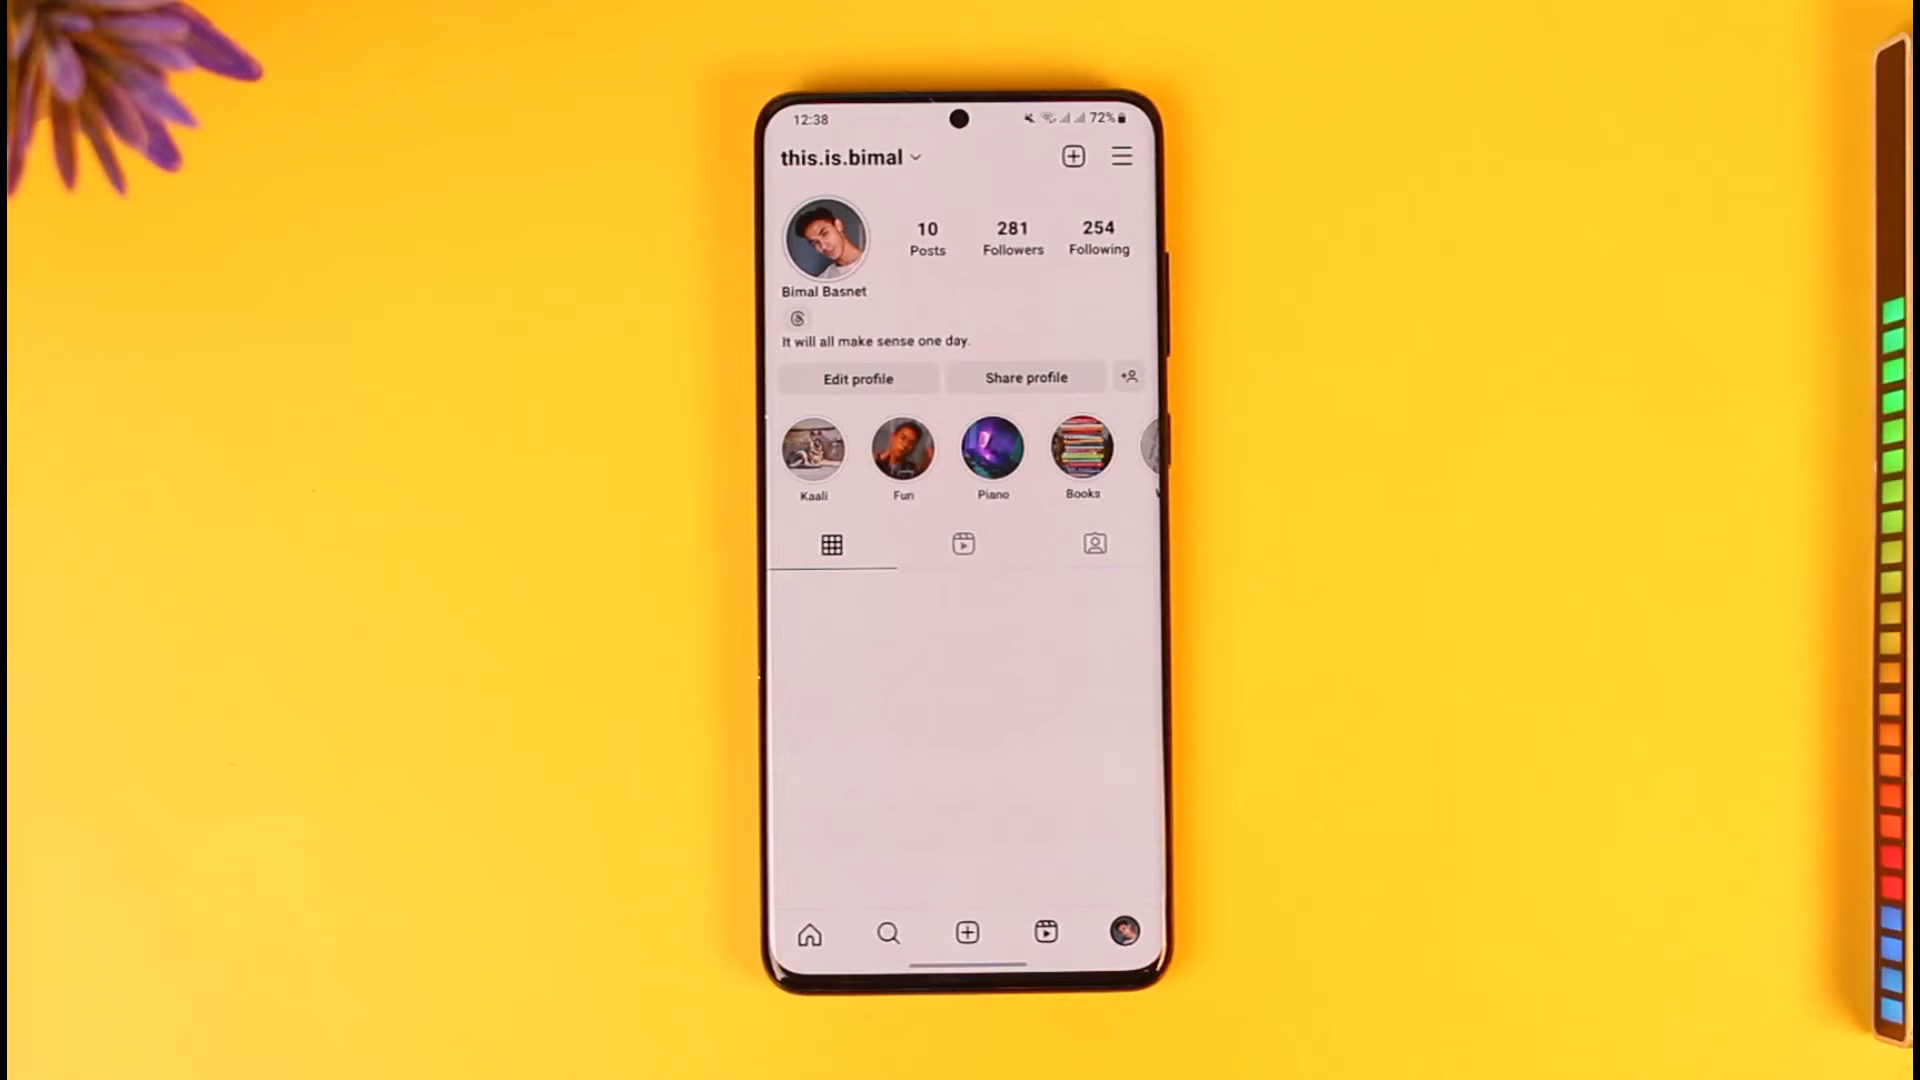 12:38
72%
this.is.bimal
10
Posts
281
Followers
254
Following
Bimal Basnet
It will all make sense one day.
Edit profile
Share profile
Kaali
Fun
Piano
Books